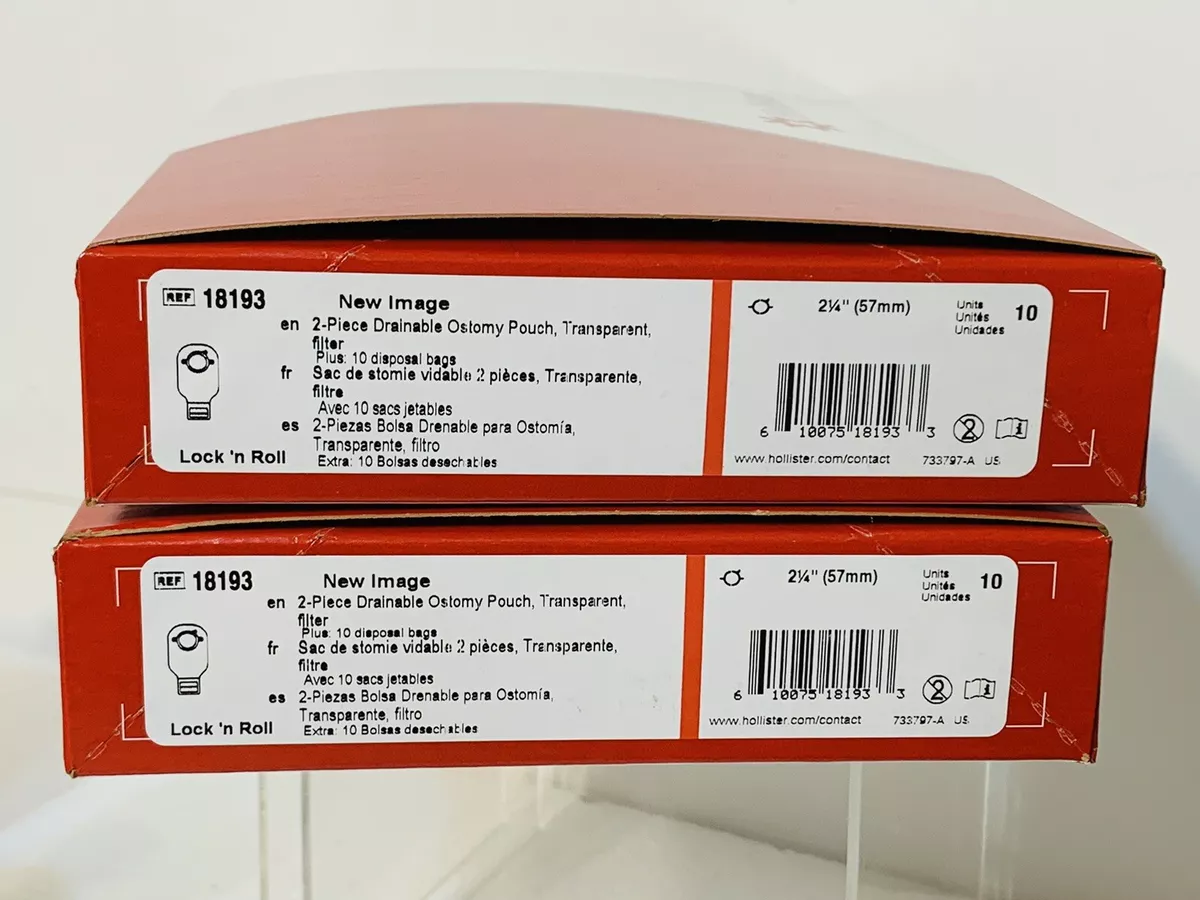 REF 18193
New Image
en 2-Piece Drainable Ostomy Pouch, Transparent,
filter
Plus: 10 disposal bags
fr Sac de stomie vidable 2 pièces, Transparente,
filtre
Avec 10 sacs jetables
es 2-Piezas Bolsa Drenable para Ostomía,
Transparente, filtro
Extra: 10 Bolsas desechables
Lock 'n Roll
2¼" (57mm)
Units
Unités
Unidades
10
6 10075 18193 3
2
i
www.hollister.com/contact 733797-A US
REF 18193
New Image
en 2-Piece Drainable Ostomy Pouch, Transparent,
filter
Plus: 10 disposal bags
fr Sac de stomie vidable 2 pièces, Transparente,
filtre
Avec 10 sacs jetables
es 2-Piezas Bolsa Drenable para Ostomía,
Transparente, filtro
Extra: 10 Bolsas desechables
Lock 'n Roll
2¼" (57mm)
Units
Unités
Unidades
10
6 10075 18193 3
2
i
www.hollister.com/contact 733797-A US